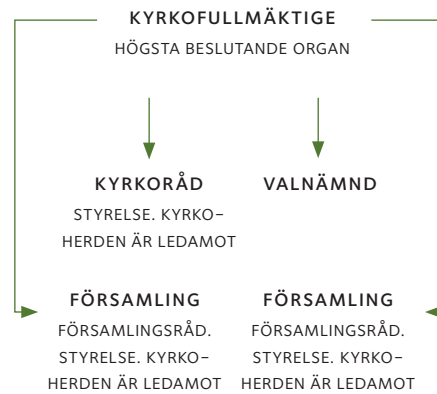 KYRKOFULLMÄKTIGE
HÖGSTA BESLUTANDE ORGAN
KYRKORÅD
STYRELSE. KYRKO–
HERDEN ÄR LEDAMOT
VALNÄMND
FÖRSAMLING
FÖRSAMLINGSRÅD.
STYRELSE. KYRKO–
HERDEN ÄR LEDAMOT
FÖRSAMLING
FÖRSAMLINGSRÅD.
STYRELSE. KYRKO–
HERDEN ÄR LEDAMOT